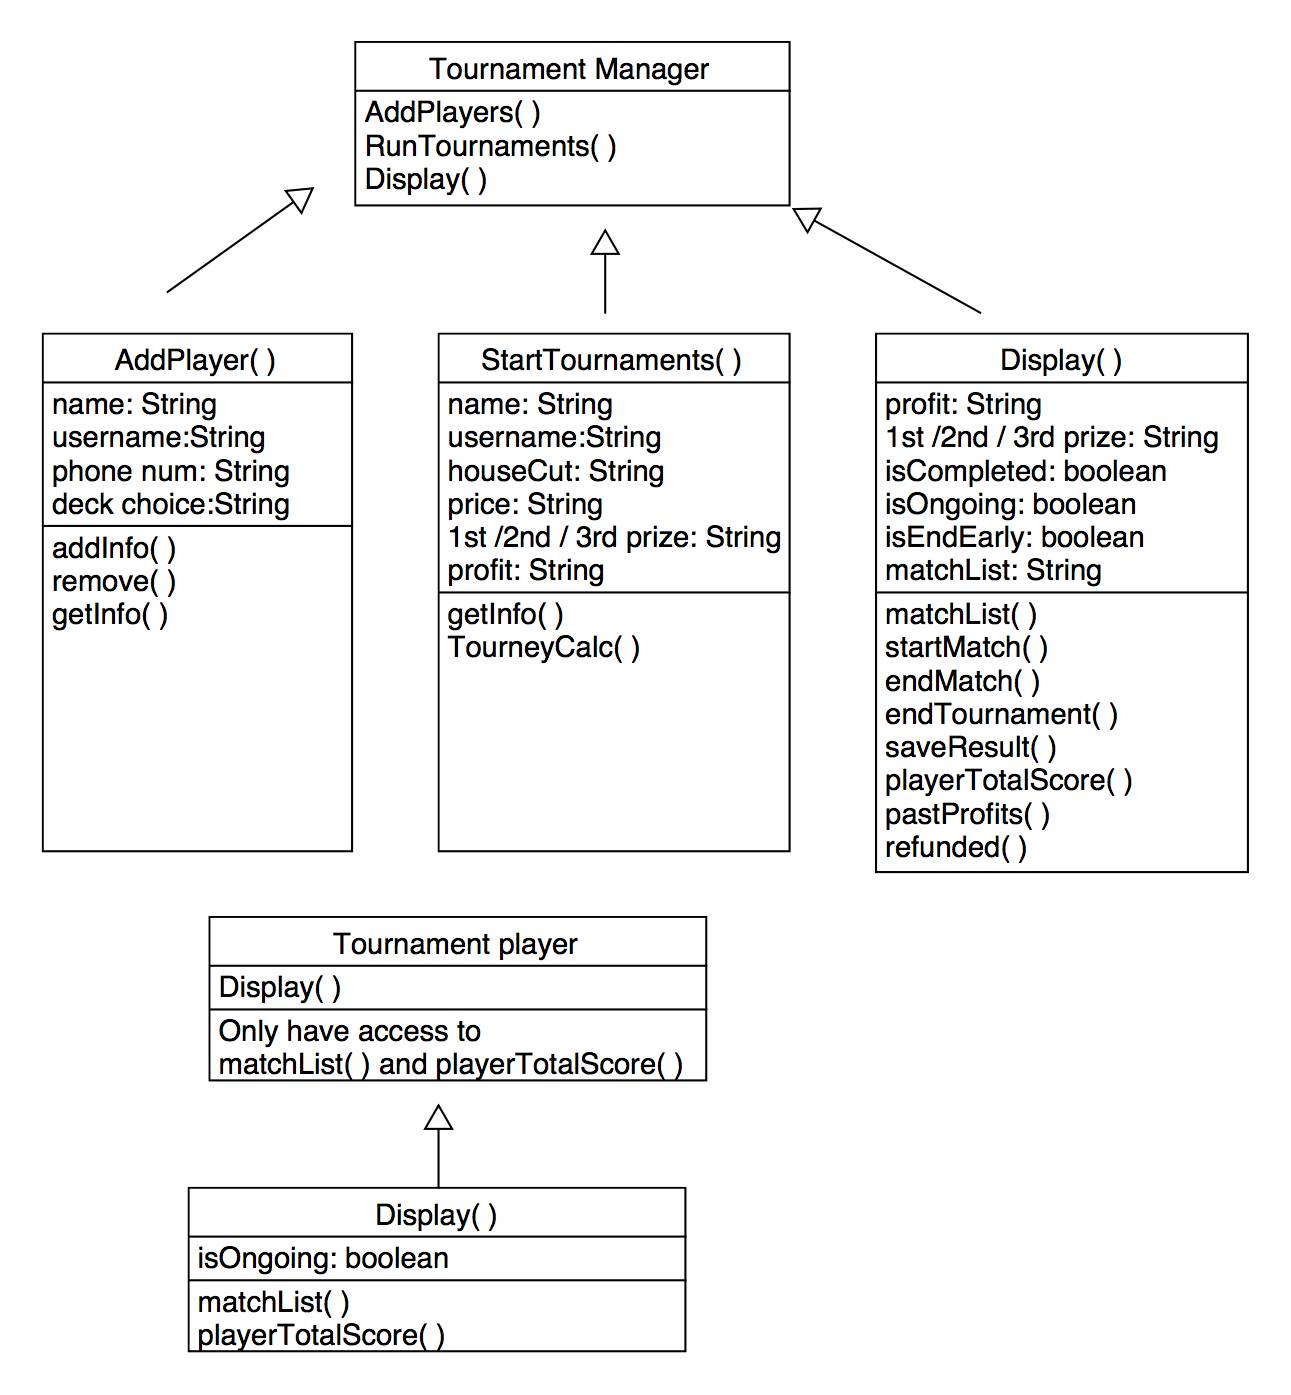 Tournament Manager
AddPlayers( )
RunTournaments( )
Display( )
AddPlayer( )
name: String
username:String
phone num: String
deck choice:String
addInfo( )
remove( )
getInfo( )
StartTournaments( )
name: String
username:String
houseCut: String
price: String
1st /2nd / 3rd prize: String
profit: String
getInfo( )
TourneyCalc( )
Display( )
profit: String
1st /2nd / 3rd prize: String
isCompleted: boolean
isOngoing: boolean
isEndEarly: boolean
matchList: String
matchList( )
startMatch( )
endMatch( )
endTournament( )
saveResult( )
playerTotalScore( )
pastProfits( )
refunded( )
Tournament player
Display( )
Only have access to
matchList( ) and playerTotalScore( )
Display( )
isOngoing: boolean
matchList( )
playerTotalScore( )